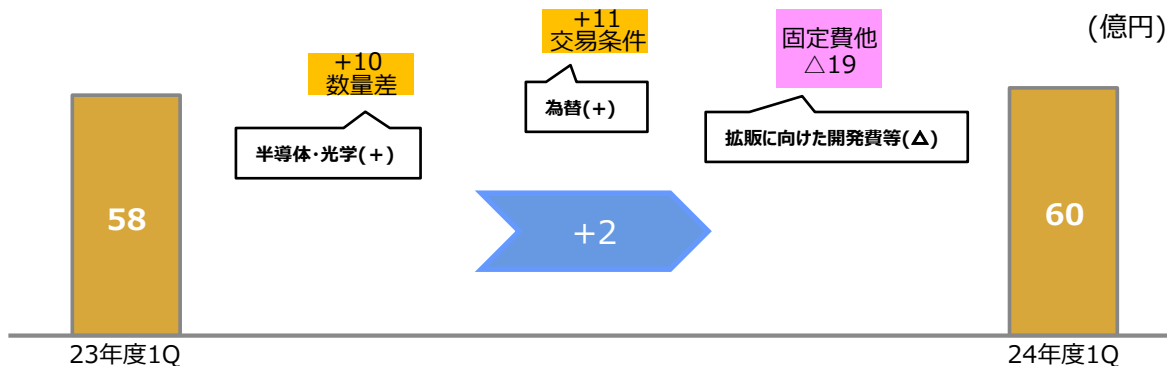 (億円)
+10
数量差
半導体・光学(+)
+11
交易条件
為替(+)
固定費他
△19
拡販に向けた開発費等(△)
58
+2
60
23年度1Q
24年度1Q